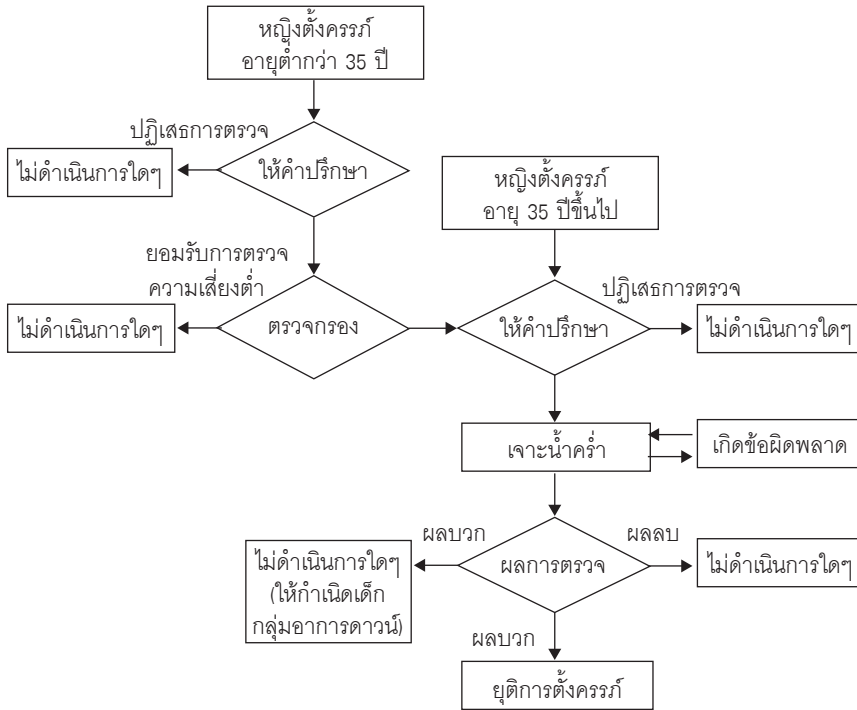 หญิงตั้งครรภ์
อายุต่ำกว่า 35 ปี
ปฏิเสธการตรวจ
ไม่ดำเนินการใดๆ
ให้คำปรึกษา
หญิงตั้งครรภ์
อายุ 35 ปีขึ้นไป
ยอมรับการตรวจ
ความเสี่ยงต่ำ
ปฏิเสธการตรวจ
ไม่ดำเนินการใดๆ
ตรวจกรอง
ให้คำปรึกษา
ไม่ดำเนินการใดๆ
เจาะน้ำคร่ำ
เกิดข้อผิดพลาด
ผลบวก
ผลลบ
ไม่ดำเนินการใดๆ
(ให้กำเนิดเด็ก
กลุ่มอาการดาวน์)
ผลการตรวจ
ไม่ดำเนินการใดๆ
ผลบวก
ยุติการตั้งครรภ์